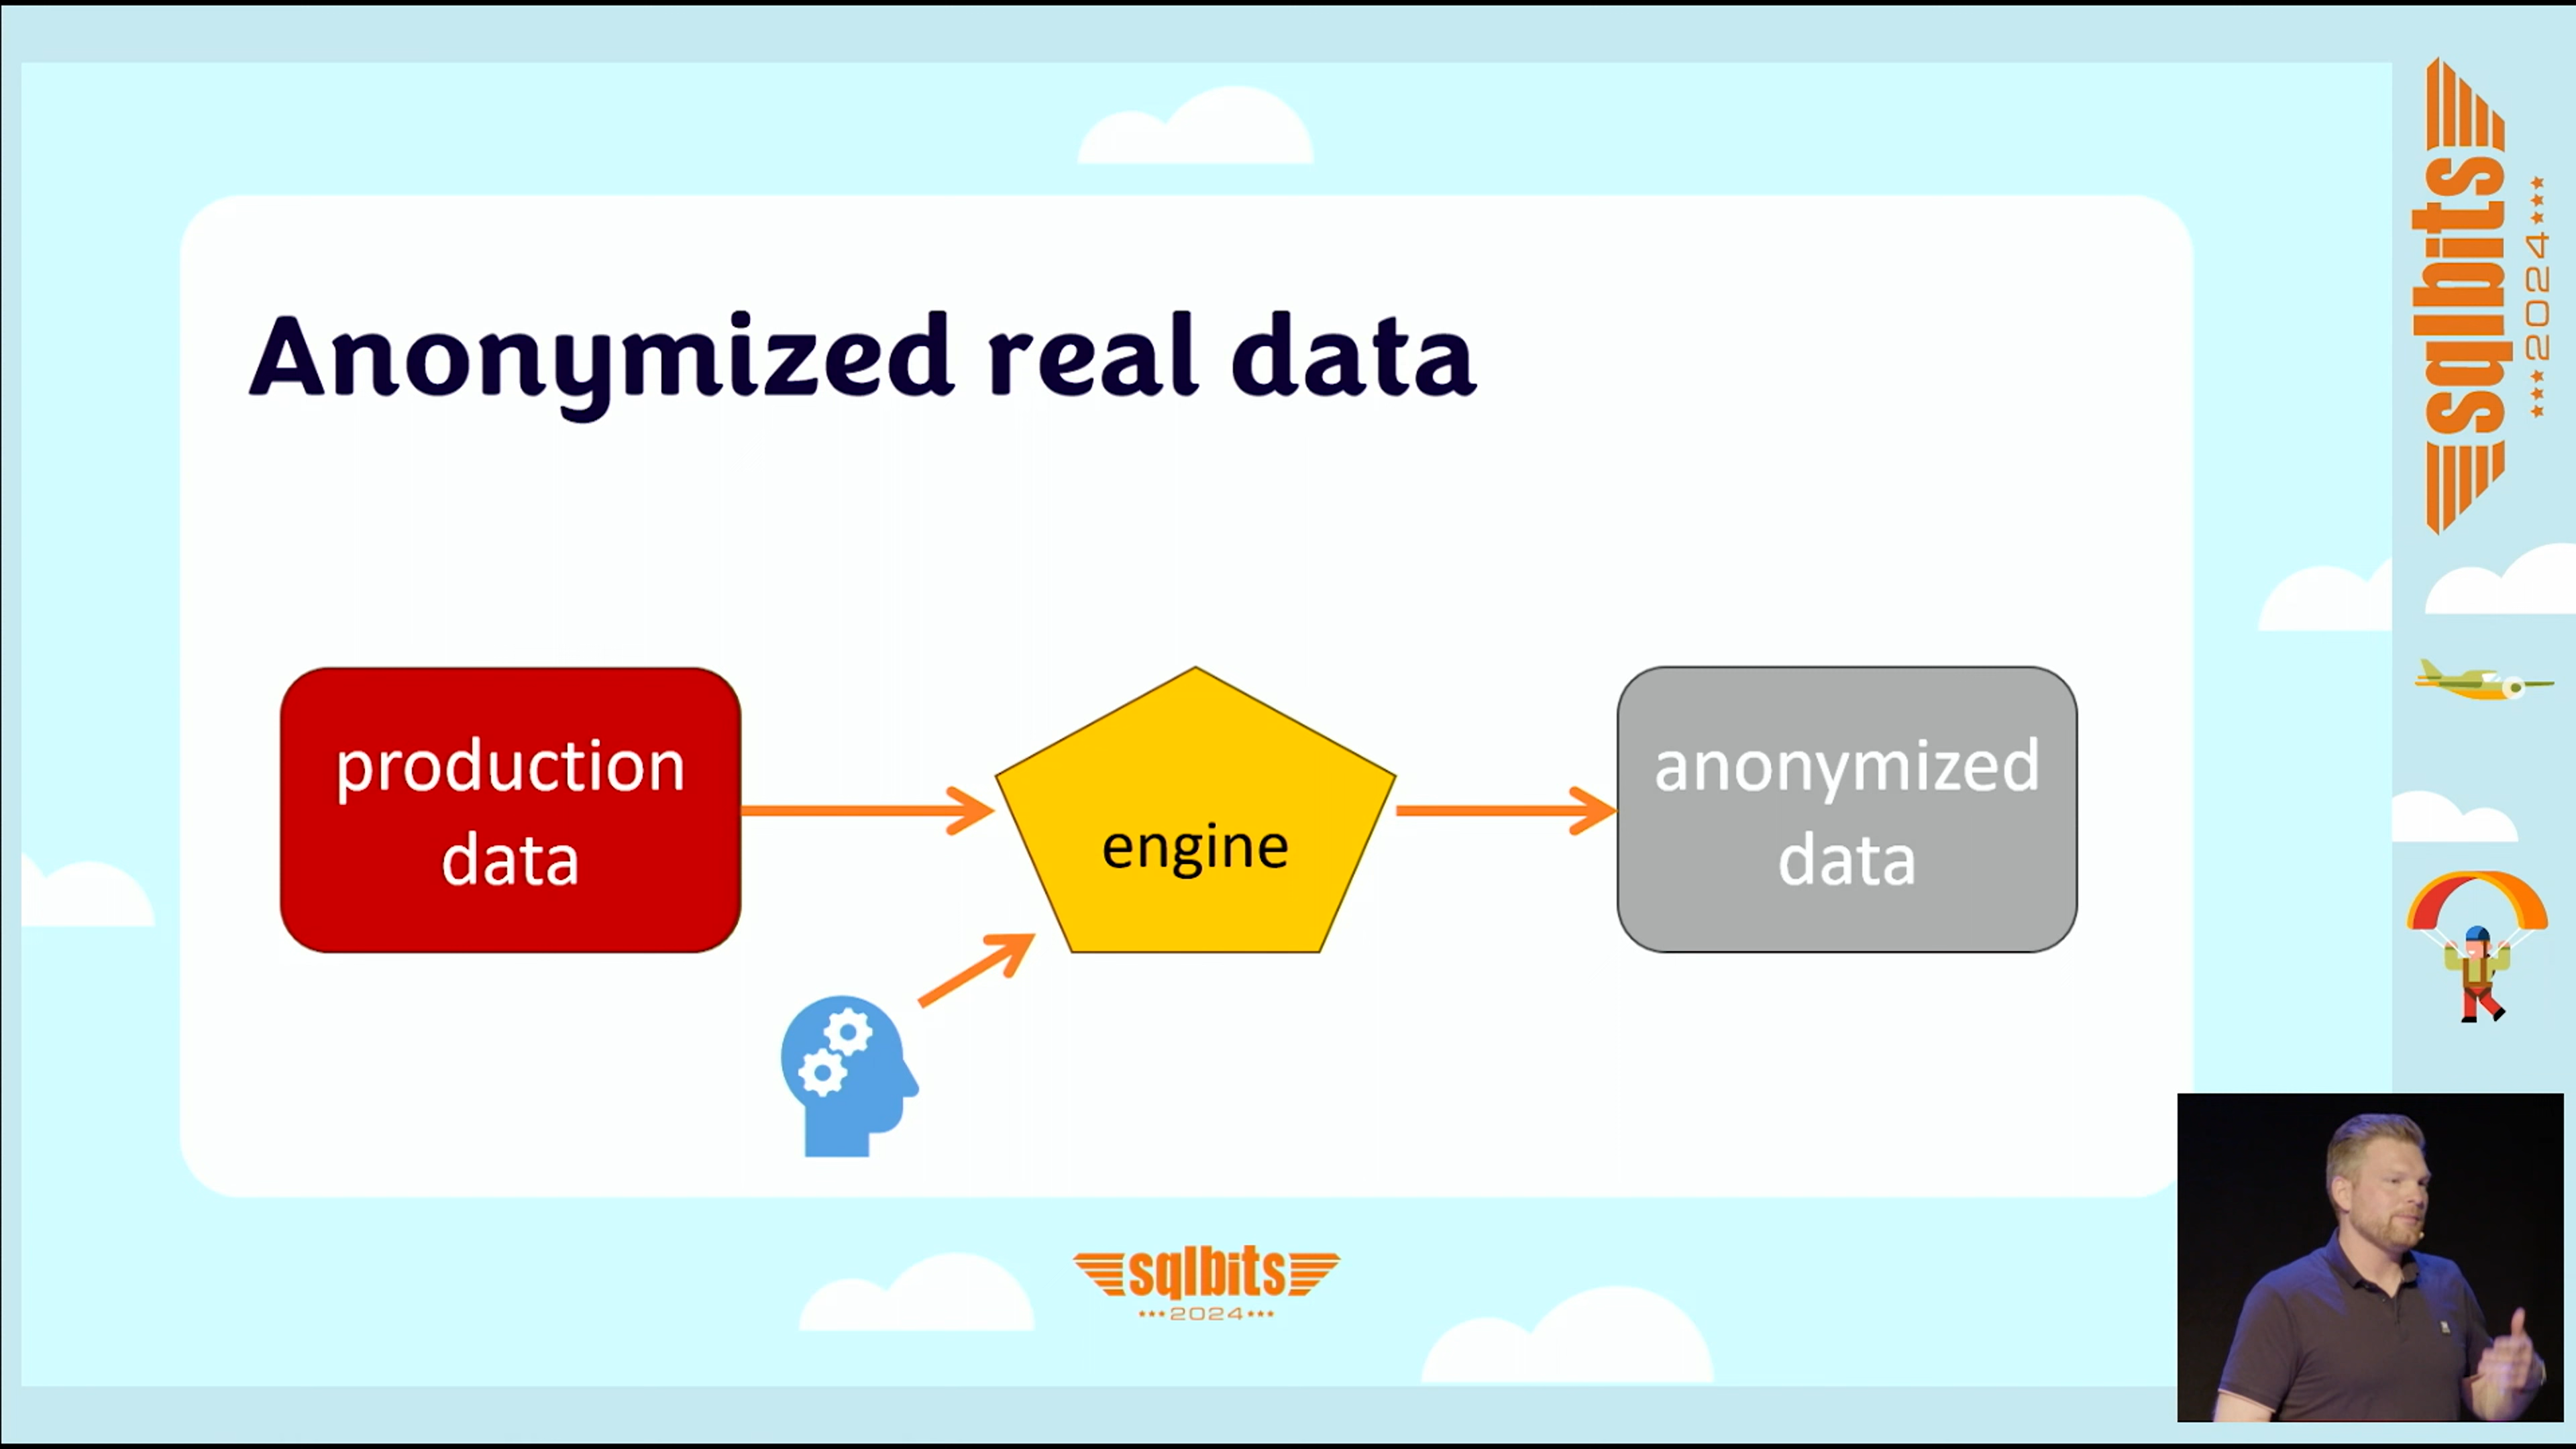 Anonymized real data
production
data
engine
anonymized
data
sqlbits
2024
sqlbits
2024